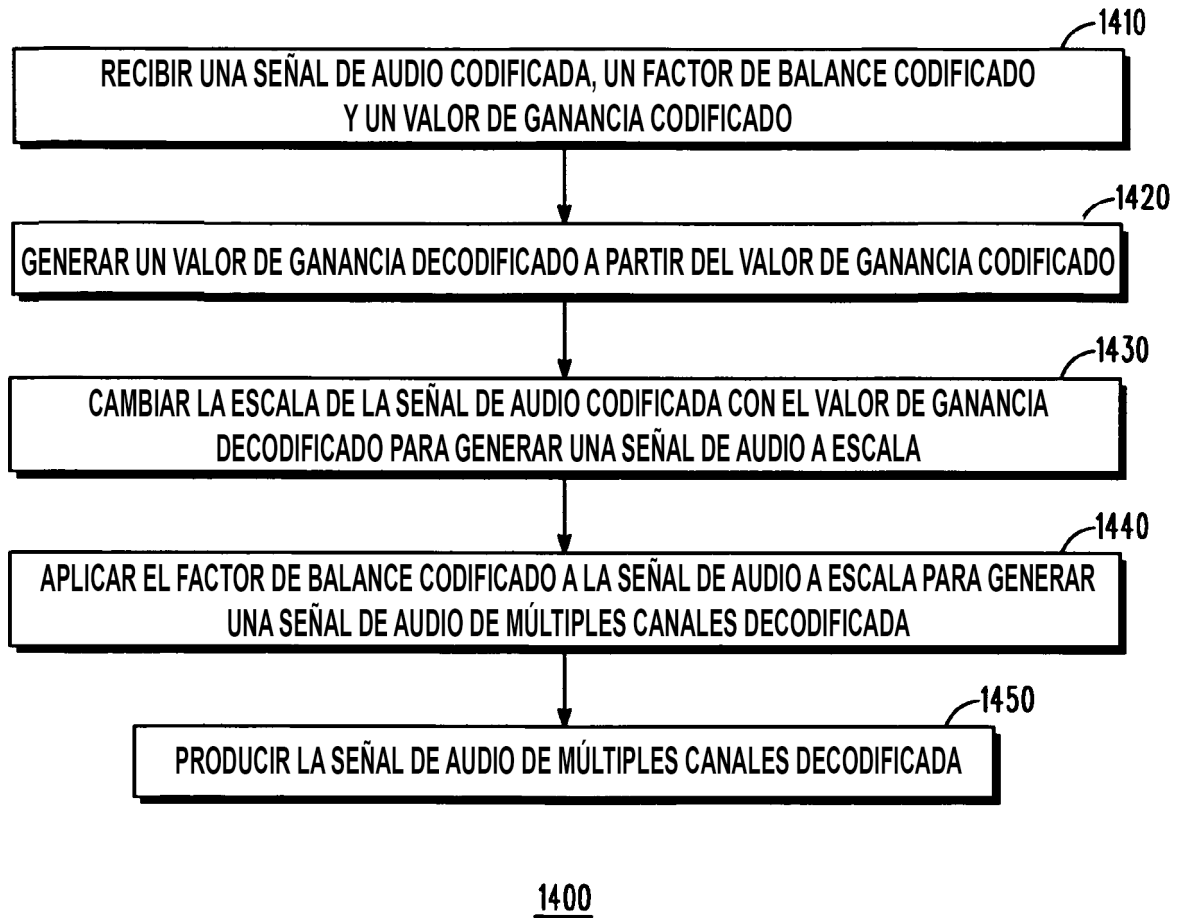 1410
RECIBIR UNA SEÑAL DE AUDIO CODIFICADA, UN FACTOR DE BALANCE CODIFICADO
Y UN VALOR DE GANANCIA CODIFICADO
1420
GENERAR UN VALOR DE GANANCIA DECODIFICADO A PARTIR DEL VALOR DE GANANCIA CODIFICADO
1430
CAMBIAR LA ESCALA DE LA SEÑAL DE AUDIO CODIFICADA CON EL VALOR DE GANANCIA
DECODIFICADO PARA GENERAR UNA SEÑAL DE AUDIO A ESCALA
1440
APLICAR EL FACTOR DE BALANCE CODIFICADO A LA SEÑAL DE AUDIO A ESCALA PARA GENERAR
UNA SEÑAL DE AUDIO DE MÚLTIPLES CANALES DECODIFICADA
1450
PRODUCIR LA SEÑAL DE AUDIO DE MÚLTIPLES CANALES DECODIFICADA
1400